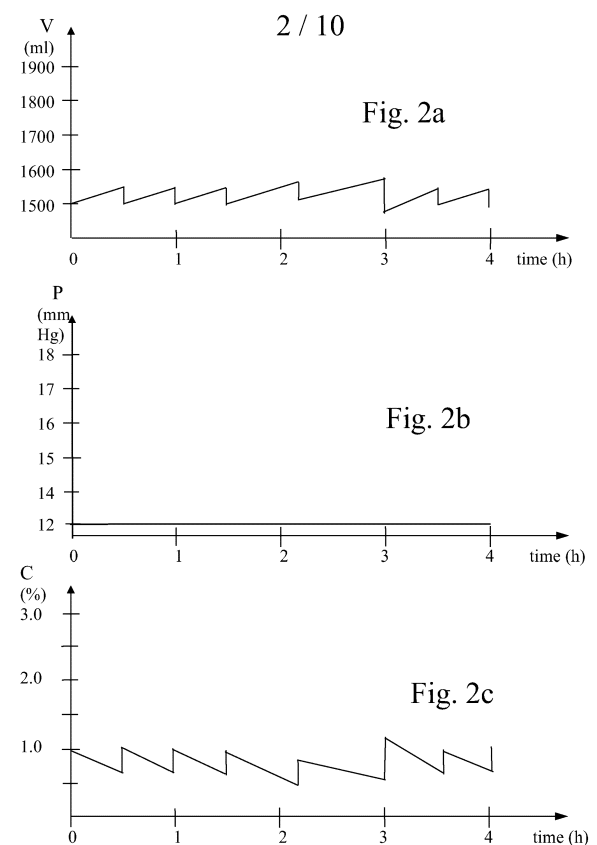 2 / 10
V
(ml)
1900
1800
1700
1600
1500
Fig. 2a
0 1 2 3 4 time (h)
P
(mm
Hg)
18
17
16
15
14
12
Fig. 2b
0 1 2 3 4 time (h)
C
(%)
3.0
2.0
1.0
Fig. 2c
0 1 2 3 4 time (h)